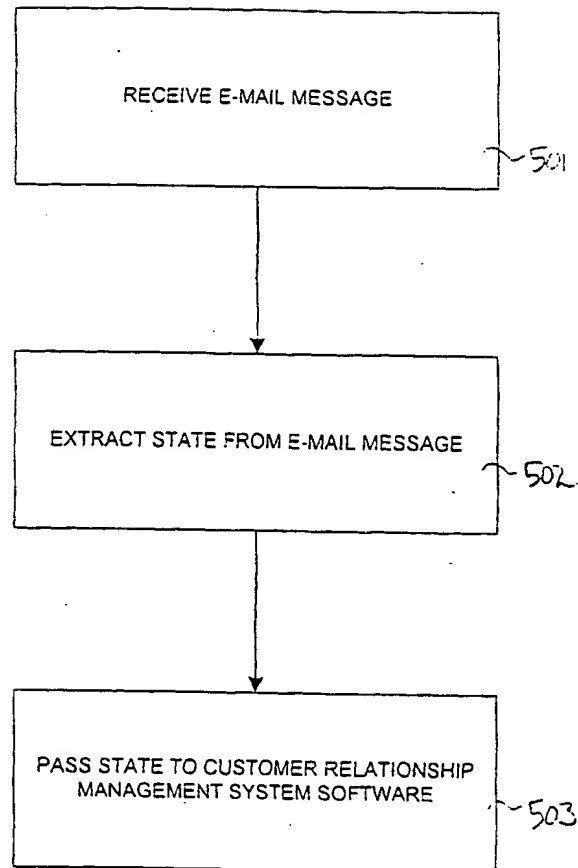 RECEIVE E-MAIL MESSAGE
501
EXTRACT STATE FROM E-MAIL MESSAGE
502
PASS STATE TO CUSTOMER RELATIONSHIP
MANAGEMENT SYSTEM SOFTWARE
503